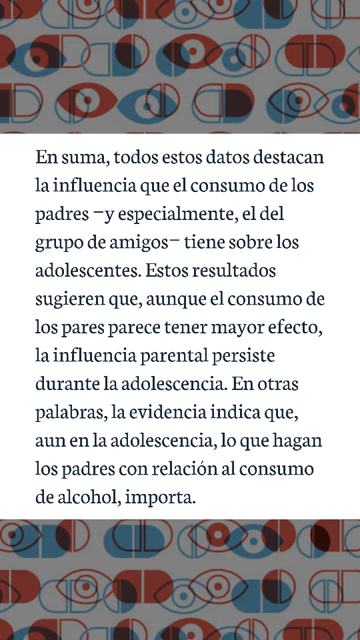 En suma, todos estos datos destacan
la influencia que el consumo de los
padres –y especialmente, el del
grupo de amigos– tiene sobre los
adolescentes. Estos resultados
sugieren que, aunque el consumo de
los pares parece tener mayor efecto,
la influencia parental persiste
durante la adolescencia. En otras
palabras, la evidencia indica que,
aun en la adolescencia, lo que hagan
los padres con relación al consumo
de alcohol, importa.